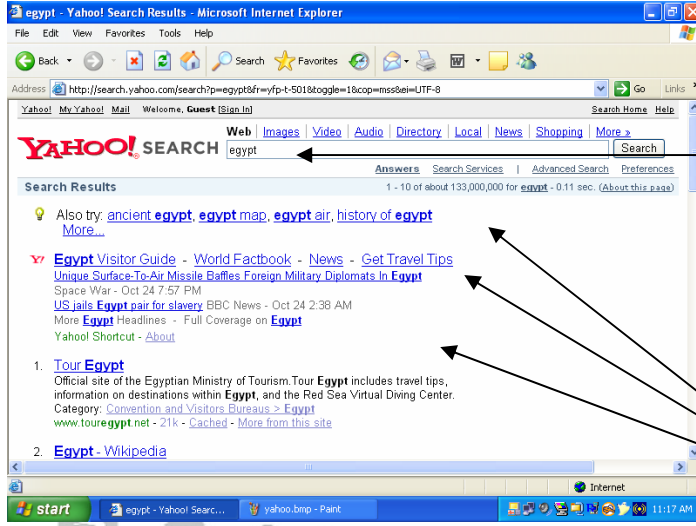 egypt - Yahoo! Search Results - Microsoft Internet Explorer
File Edit View Favorites Tools Help
Back Search Favorites
Address http://search.yahoo.com/search?p=egypt&fr=yfp-t-501&toggle=1&cop=mss&ei=UTF-8 Go Links
Yahoo! My Yahoo! Mail Welcome, Guest [Sign In] Search Home Help
Web | Images | Video | Audio | Directory | Local | News | Shopping | More »
YAHOO! SEARCH egypt Search
Answers Search Services | Advanced Search Preferences
Search Results 1 - 10 of about 133,000,000 for egypt - 0.11 sec. (About this page)
Also try: ancient egypt, egypt map, egypt air, history of egypt
More...
Y! Egypt Visitor Guide - World Factbook - News - Get Travel Tips
Unique Surface-To-Air Missile Baffles Foreign Military Diplomats In Egypt
Space War - Oct 24 7:57 PM
US jails Egypt pair for slavery BBC News - Oct 24 2:38 AM
More Egypt Headlines - Full Coverage on Egypt
Yahoo! Shortcut - About
1. Tour Egypt
Official site of the Egyptian Ministry of Tourism.Tour Egypt includes travel tips,
information on destinations within Egypt, and the Red Sea Virtual Diving Center.
Category: Convention and Visitors Bureaus > Egypt
www.touregypt.net - 21k - Cached - More from this site
2. Egypt - Wikipedia
Internet
start egypt - Yahoo! Searc... yahoo.bmp - Paint 11:17 AM